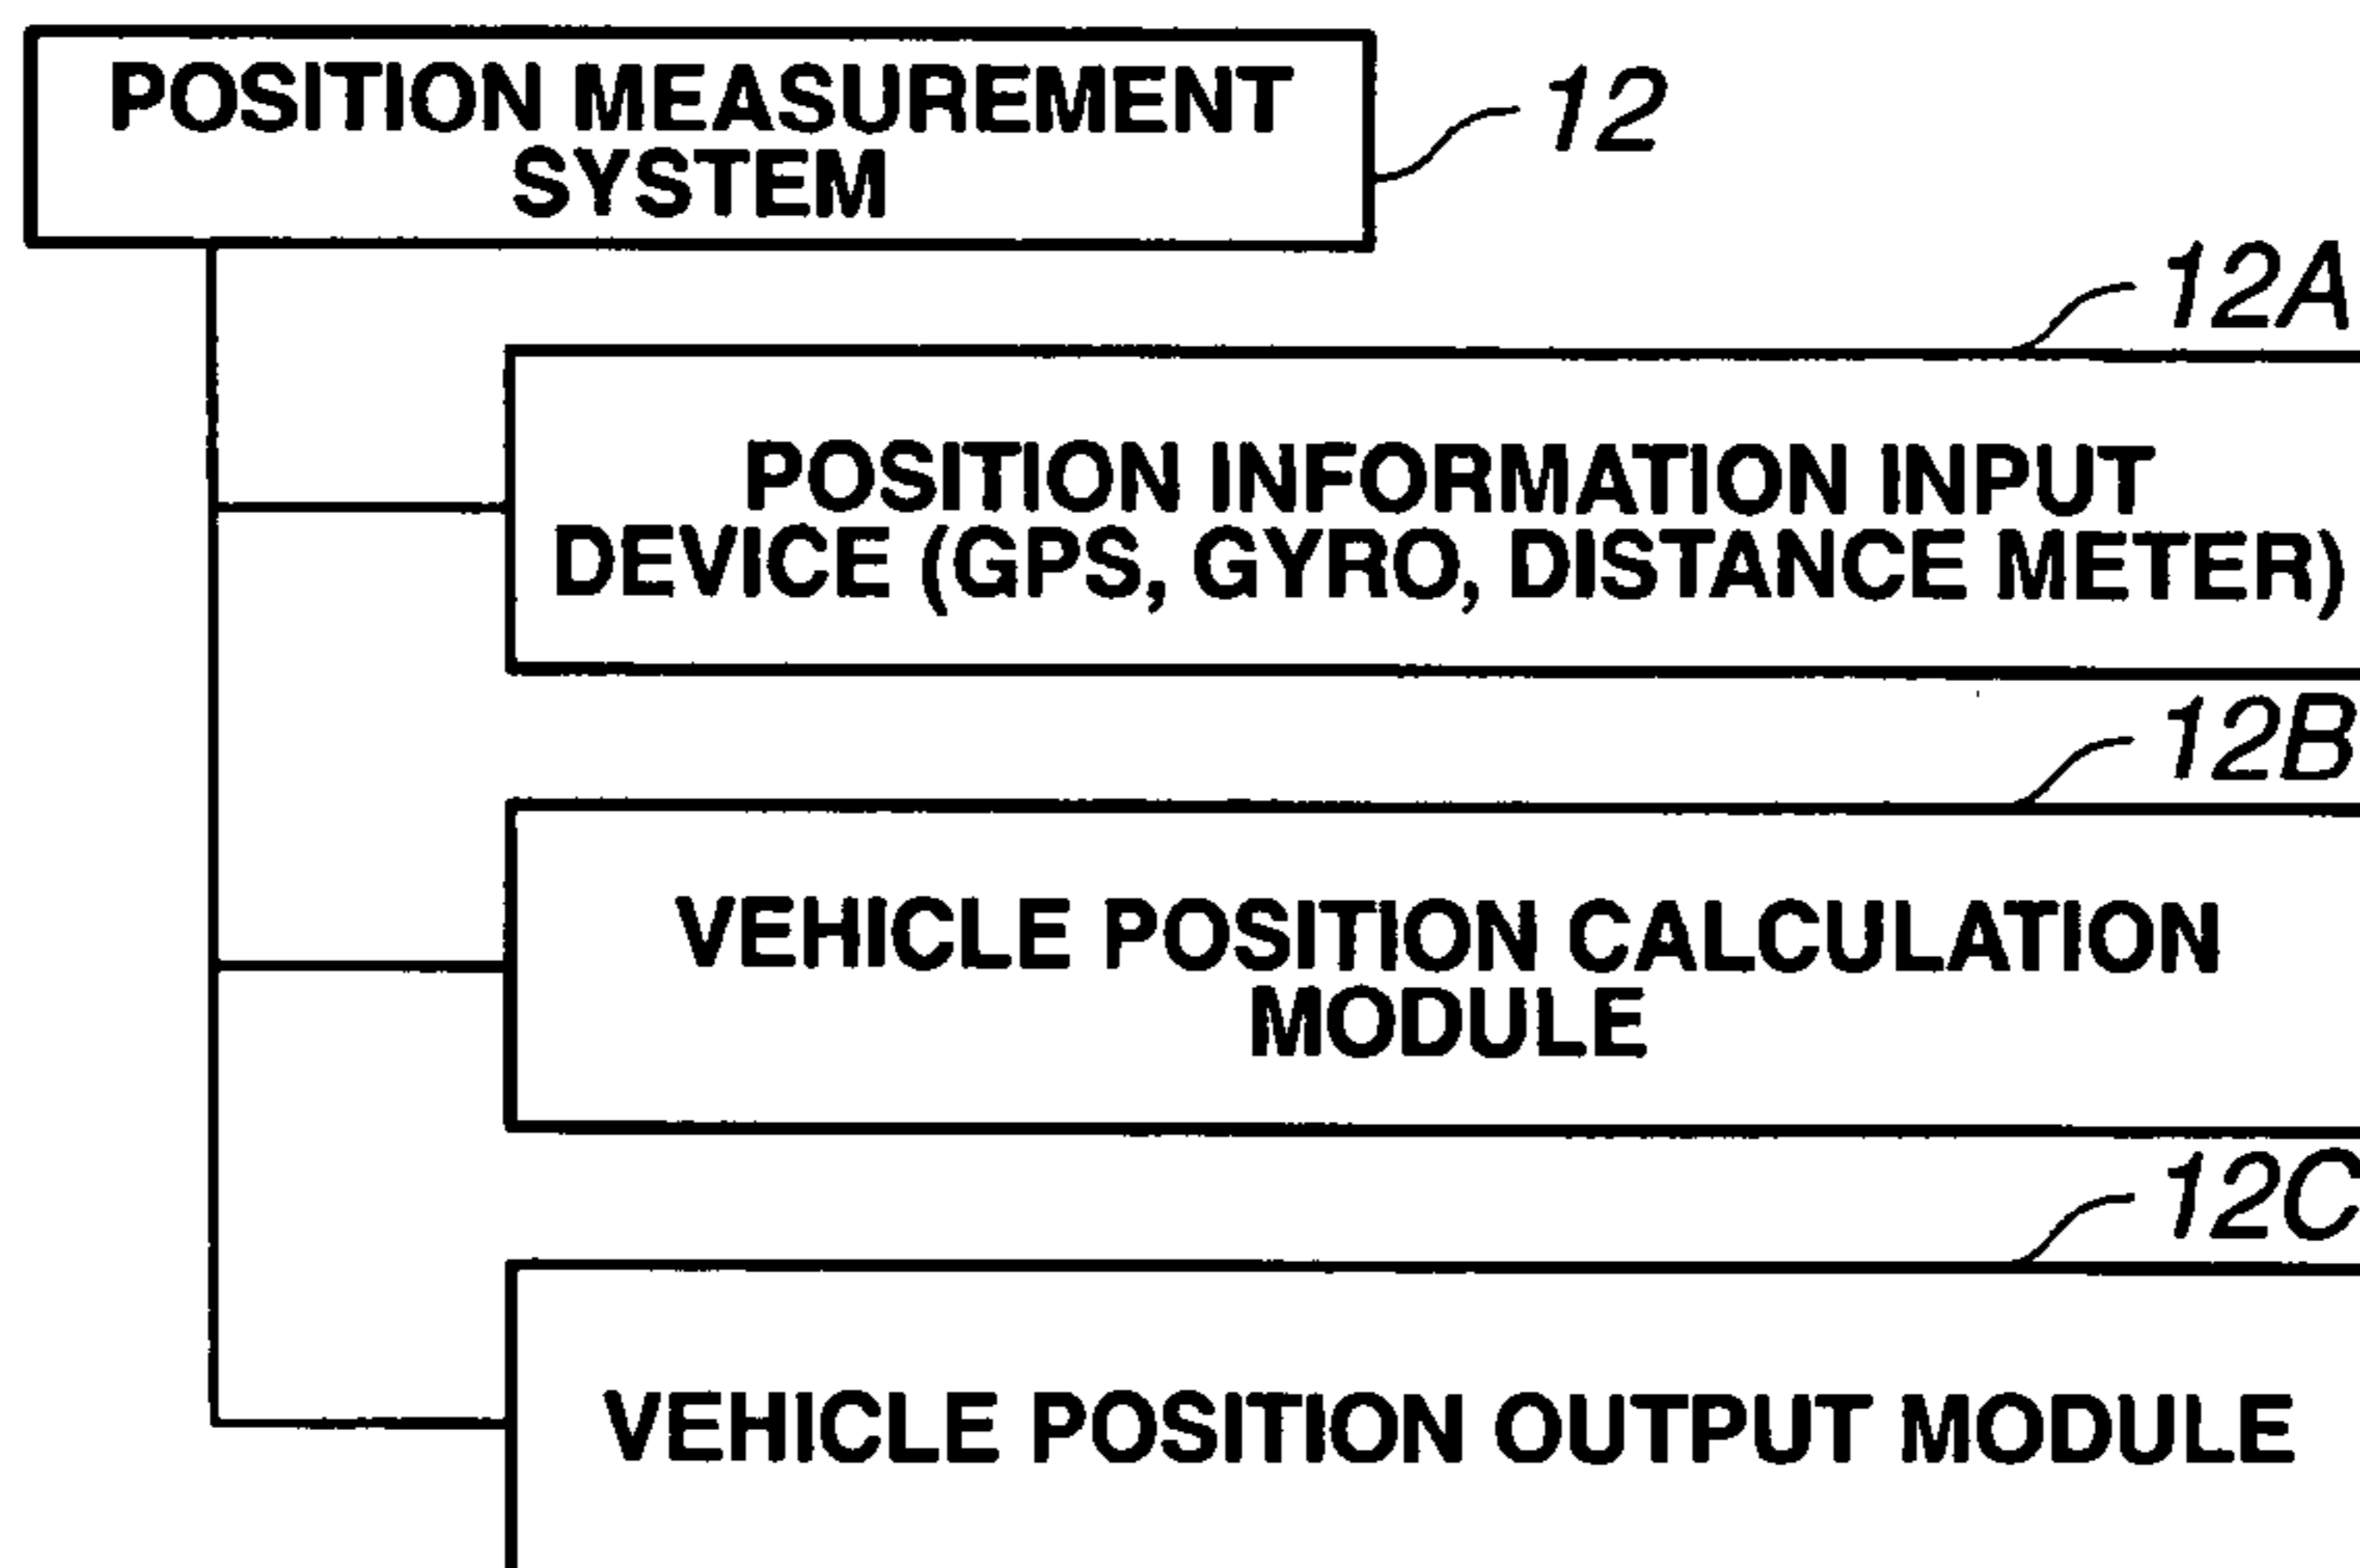 POSITION MEASUREMENT
SYSTEM
12
12A
POSITION INFORMATION INPUT
DEVICE (GPS, GYRO, DISTANCE METER)
12B
VEHICLE POSITION CALCULATION
MODULE
12C
VEHICLE POSITION OUTPUT MODULE